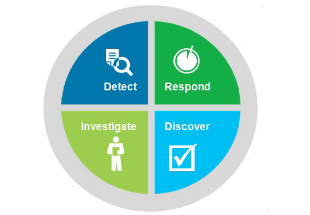 Detect
Respond
Investigate
Discover